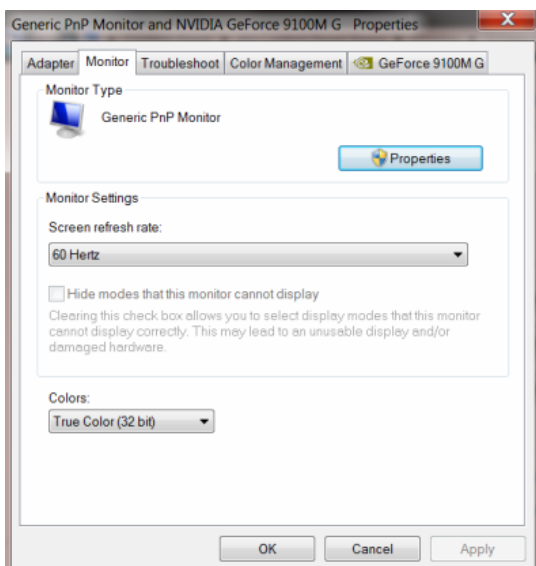 Generic PnP Monitor and NVIDIA GeForce 9100M G Properties
Adapter Monitor Troubleshoot Color Management GeForce 9100M G
Monitor Type
Generic PnP Monitor
Properties
Monitor Settings
Screen refresh rate:
60 Hertz
Hide modes that this monitor cannot display
Clearing this check box allows you to select display modes that this monitor
cannot display correctly. This may lead to an unusable display and/or
damaged hardware.
Colors:
True Color (32 bit)
OK Cancel Apply